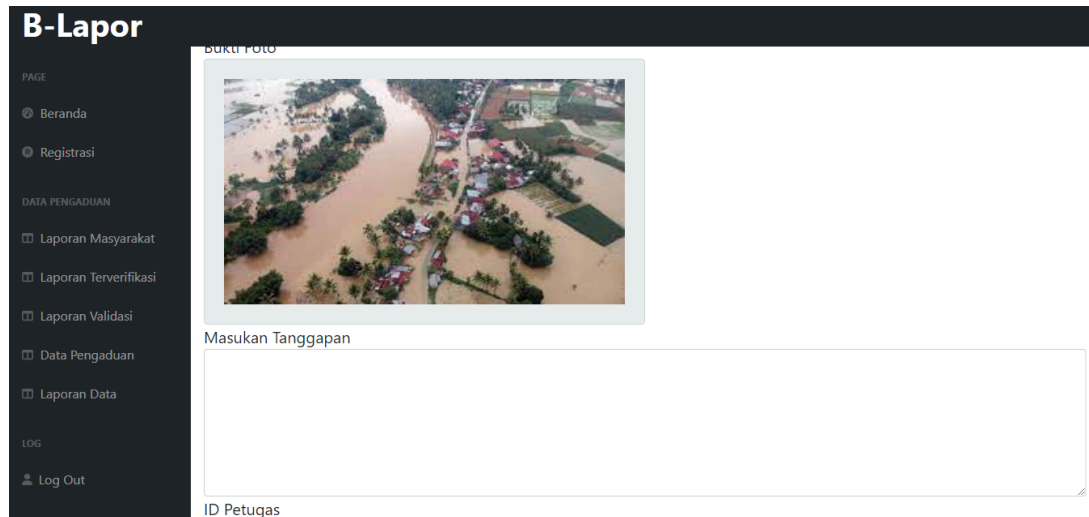 B-Lapor
PAGE
Beranda
Registrasi
DATA PENGADUAN
Laporan Masyarakat
Laporan Terverifikasi
Laporan Validasi
Data Pengaduan
Laporan Data
LOG
Log Out
Bukti Foto
Masukan Tanggapan
ID Petugas